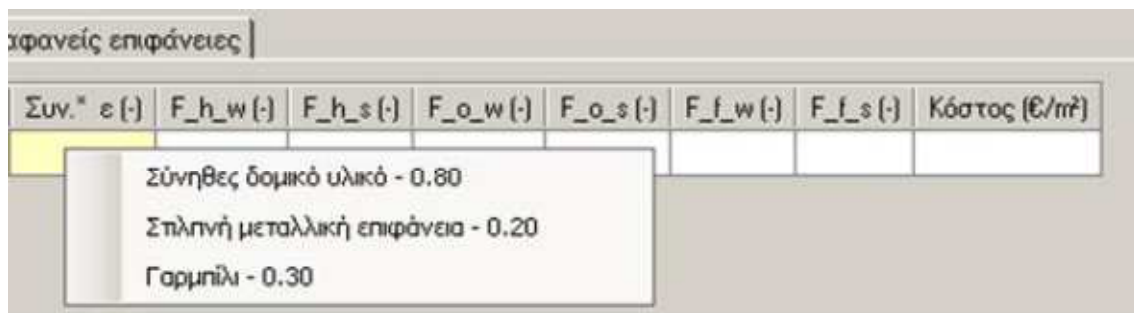 αφανείς επιφάνειες
Συν.* ε (-) F_h_w (-) F_h_s (-) F_o_w (-) F_o_s (-) F_f_w (-) F_f_s (-) Κόστος (€/m²)
Σύνηθες δομικό υλικό - 0.80
Στιλπνή μεταλλική επιφάνεια - 0.20
Γαρμπίλι - 0.30